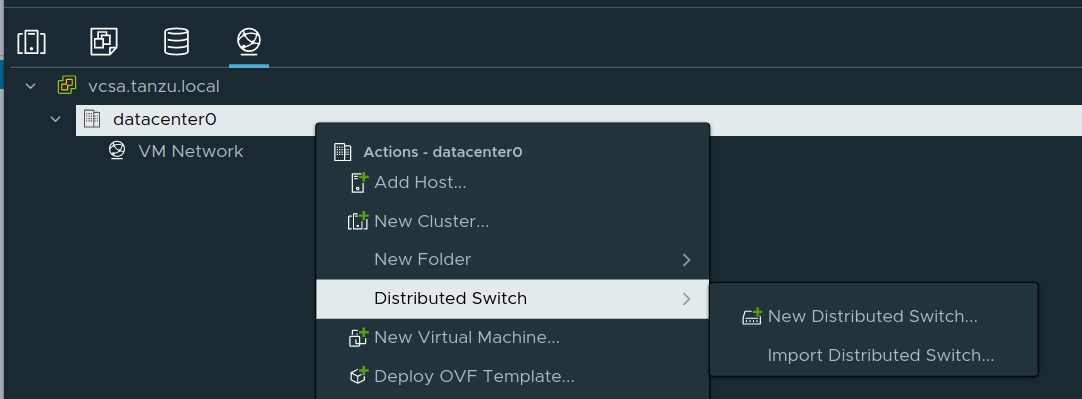 vcsa.tanzu.local
datacenter0
VM Network
Actions - datacenter0
Add Host...
New Cluster...
New Folder
Distributed Switch
New Virtual Machine...
Deploy OVF Template...
New Distributed Switch...
Import Distributed Switch...